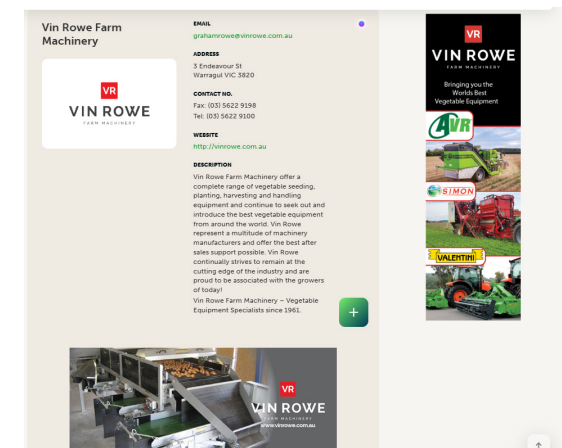 Vin Rowe Farm
Machinery
VR
VIN ROWE
FARM MACHINERY
EMAIL
grahamrowe@vinrowe.com.au
ADDRESS
3 Endeavour St
Warragul VIC 3820
CONTACT NO.
Fax: (03) 5622 9198
Tel: (03) 5622 9100
WEBSITE
http://vinrowe.com.au
DESCRIPTION
Vin Rowe Farm Machinery offer a
complete range of vegetable seeding,
planting, harvesting and handling
equipment and continue to seek out and
introduce the best vegetable equipment
from around the world. Vin Rowe
represent a multitude of machinery
manufacturers and offer the best after
sales support possible. Vin Rowe
continually strives to remain at the
cutting edge of the industry and are
proud to be associated with the growers
of today!
Vin Rowe Farm Machinery – Vegetable
Equipment Specialists since 1961.
+
VR
VIN ROWE
FARM MACHINERY
Bringing you the
Worlds Best
Vegetable Equipment
AVR
SIMON
VALENTINI
VR
VIN ROWE
FARM MACHINERY
www.vinrowe.com.au